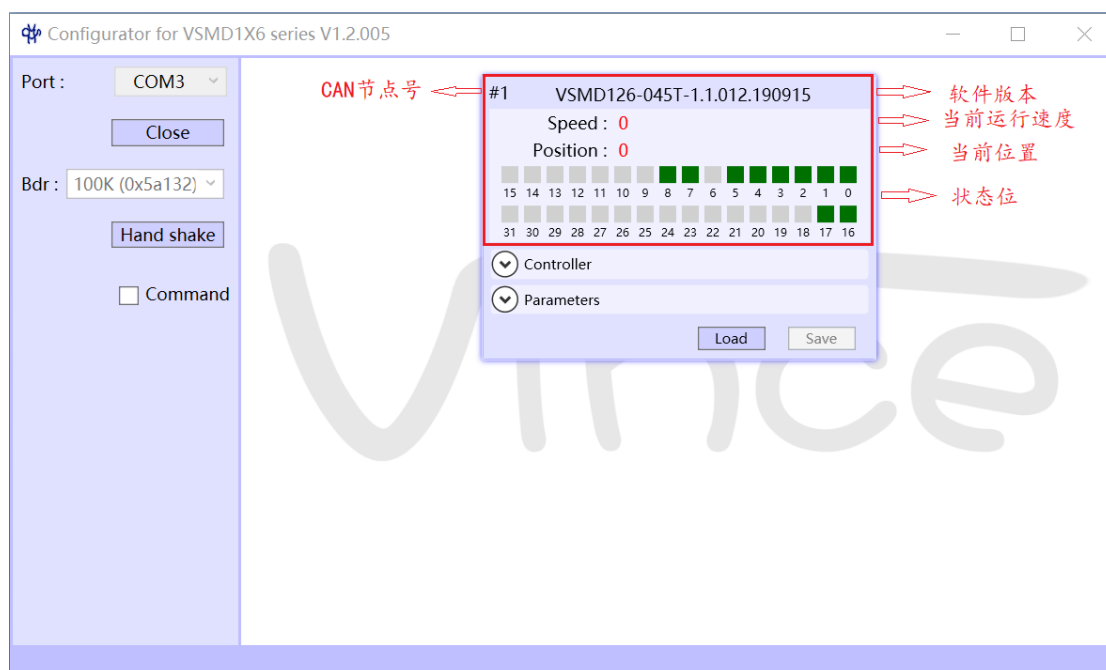 Configurator for VSMD1X6 series V1.2.005
Port : COM3
Close
Bdr : 100K (0x5a132)
Hand shake
Command
CAN节点号
#1 VSMD126-045T-1.1.012.190915
软件版本
Speed : 0
当前运行速度
Position : 0
当前位置
15 14 13 12 11 10 9 8 7 6 5 4 3 2 1 0
状态位
31 30 29 28 27 26 25 24 23 22 21 20 19 18 17 16
Controller
Parameters
Load Save
Vince